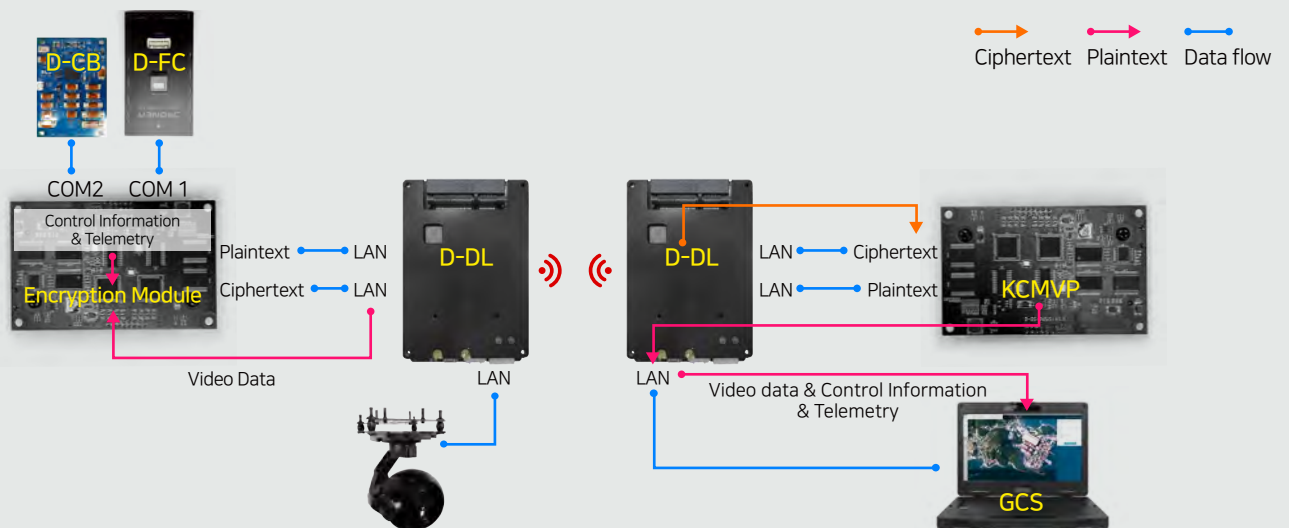 Ciphertext Plaintext Data flow
D-CB D-FC
COM2 COM 1
Control Information
& Telemetry
Encryption Module
Plaintext LAN
Ciphertext LAN
Video Data
D-DL
LAN
D-DL
LAN Ciphertext
LAN Plaintext
KCMVP
LAN
Video data & Control Information
& Telemetry
GCS